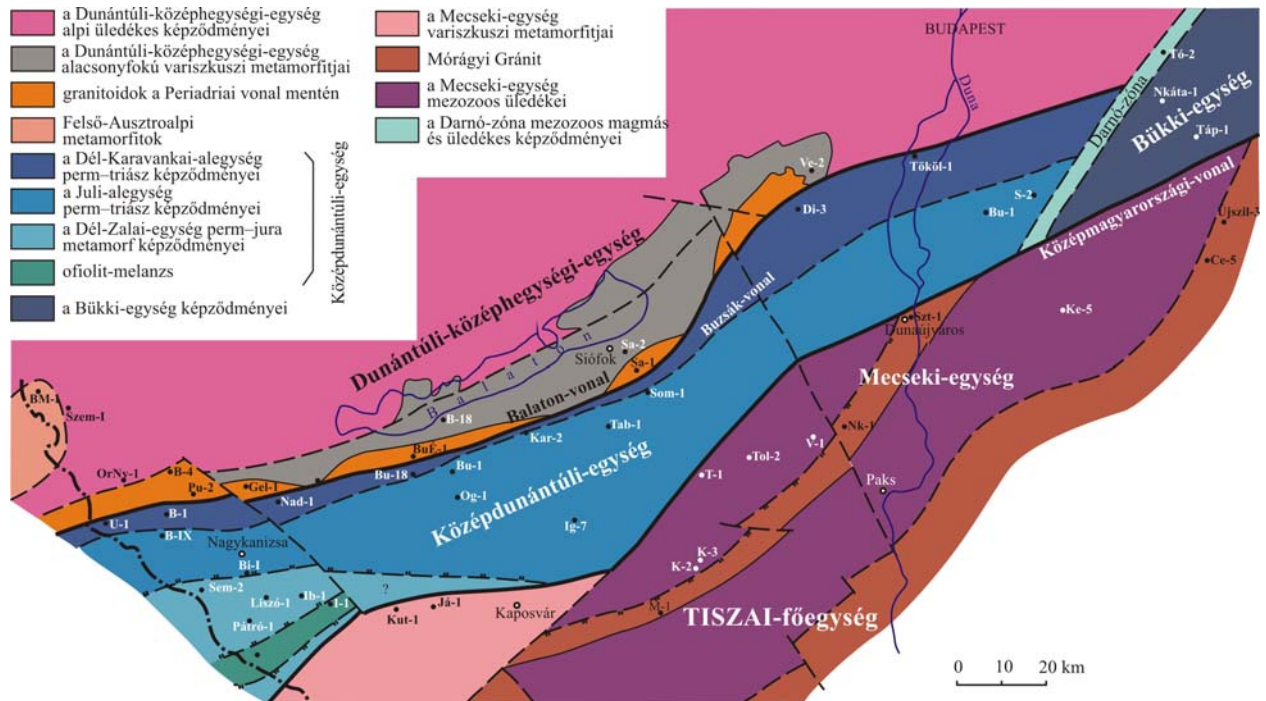 a Dunántúli-középhegységi-egység
alpi üledékes képződményei
a Dunántúli-középhegységi-egység
alacsonyfokú variszkuszi metamorfitjai
granitoidok a Periadriai vonal mentén
Felső-Ausztroalpi
metamorfitok
a Dél-Karavankai-alegység
perm–triász képződményei
a Juli-alegység
perm–triász képződményei
a Dél-Zalai-egység perm–jura
metamorf képződményei
ofiolit-melanzs
a Bükki-egység képződményei
Középdunántúli-egység
a Mecseki-egység
variszkuszi metamorfitjai
Mórágyi Gránit
a Mecseki-egység
mezozoos üledékei
a Darnó-zóna mezozoos magmás
és üledékes képződményei
BUDAPEST
Duna
Tó-2
Darnó-zóna
Nkáta-1
Bükki-egység
Táp-1
Ve-2
Tököl-1
Di-3
S-2
Bu-1
Középmagyarországi-vonal
Ujszil-3
Ce-5
Dunántúli-középhegységi-egység
Buzsák-vonal
Ke-5
Szt-1
Dunaújváros
Balaton
Siófok
Sa-2
Sa-1
Mecseki-egység
Balaton-vonal
Som-1
BM-1
Szem-1
B-18
Tab-1
Kar-2
Nk-1
V-1
BuÉ-1
Tol-2
OrNy-1
B-4
Bu-18
Bu-1
T-1
Pu-2
Gel-1
Nad-1
Og-1
Középdunántúli-egység
Paks
U-1
B-1
Ig-7
B-IX
Nagykanizsa
Bi-1
K-3
K-2
Sem-2
?
Liszó-1
Ib-1
I-1
Kut-1
Já-1
Kaposvár
M-1
TISZAI-főegység
Pátró-1
0 10 20 km